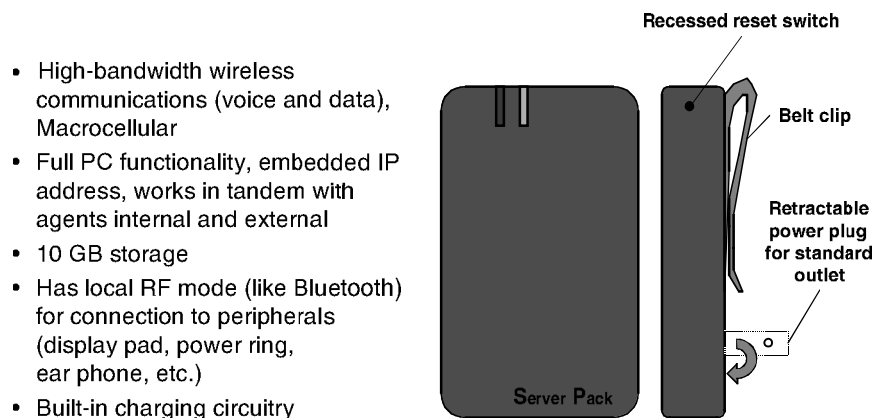 Recessed reset switch
• High-bandwidth wireless
communications (voice and data),
Macrocellular
• Full PC functionality, embedded IP
address, works in tandem with
agents internal and external
• 10 GB storage
• Has local RF mode (like Bluetooth)
for connection to peripherals
(display pad, power ring,
ear phone, etc.)
• Built-in charging circuitry
Server Pack
Belt clip
Retractable
power plug
for standard
outlet